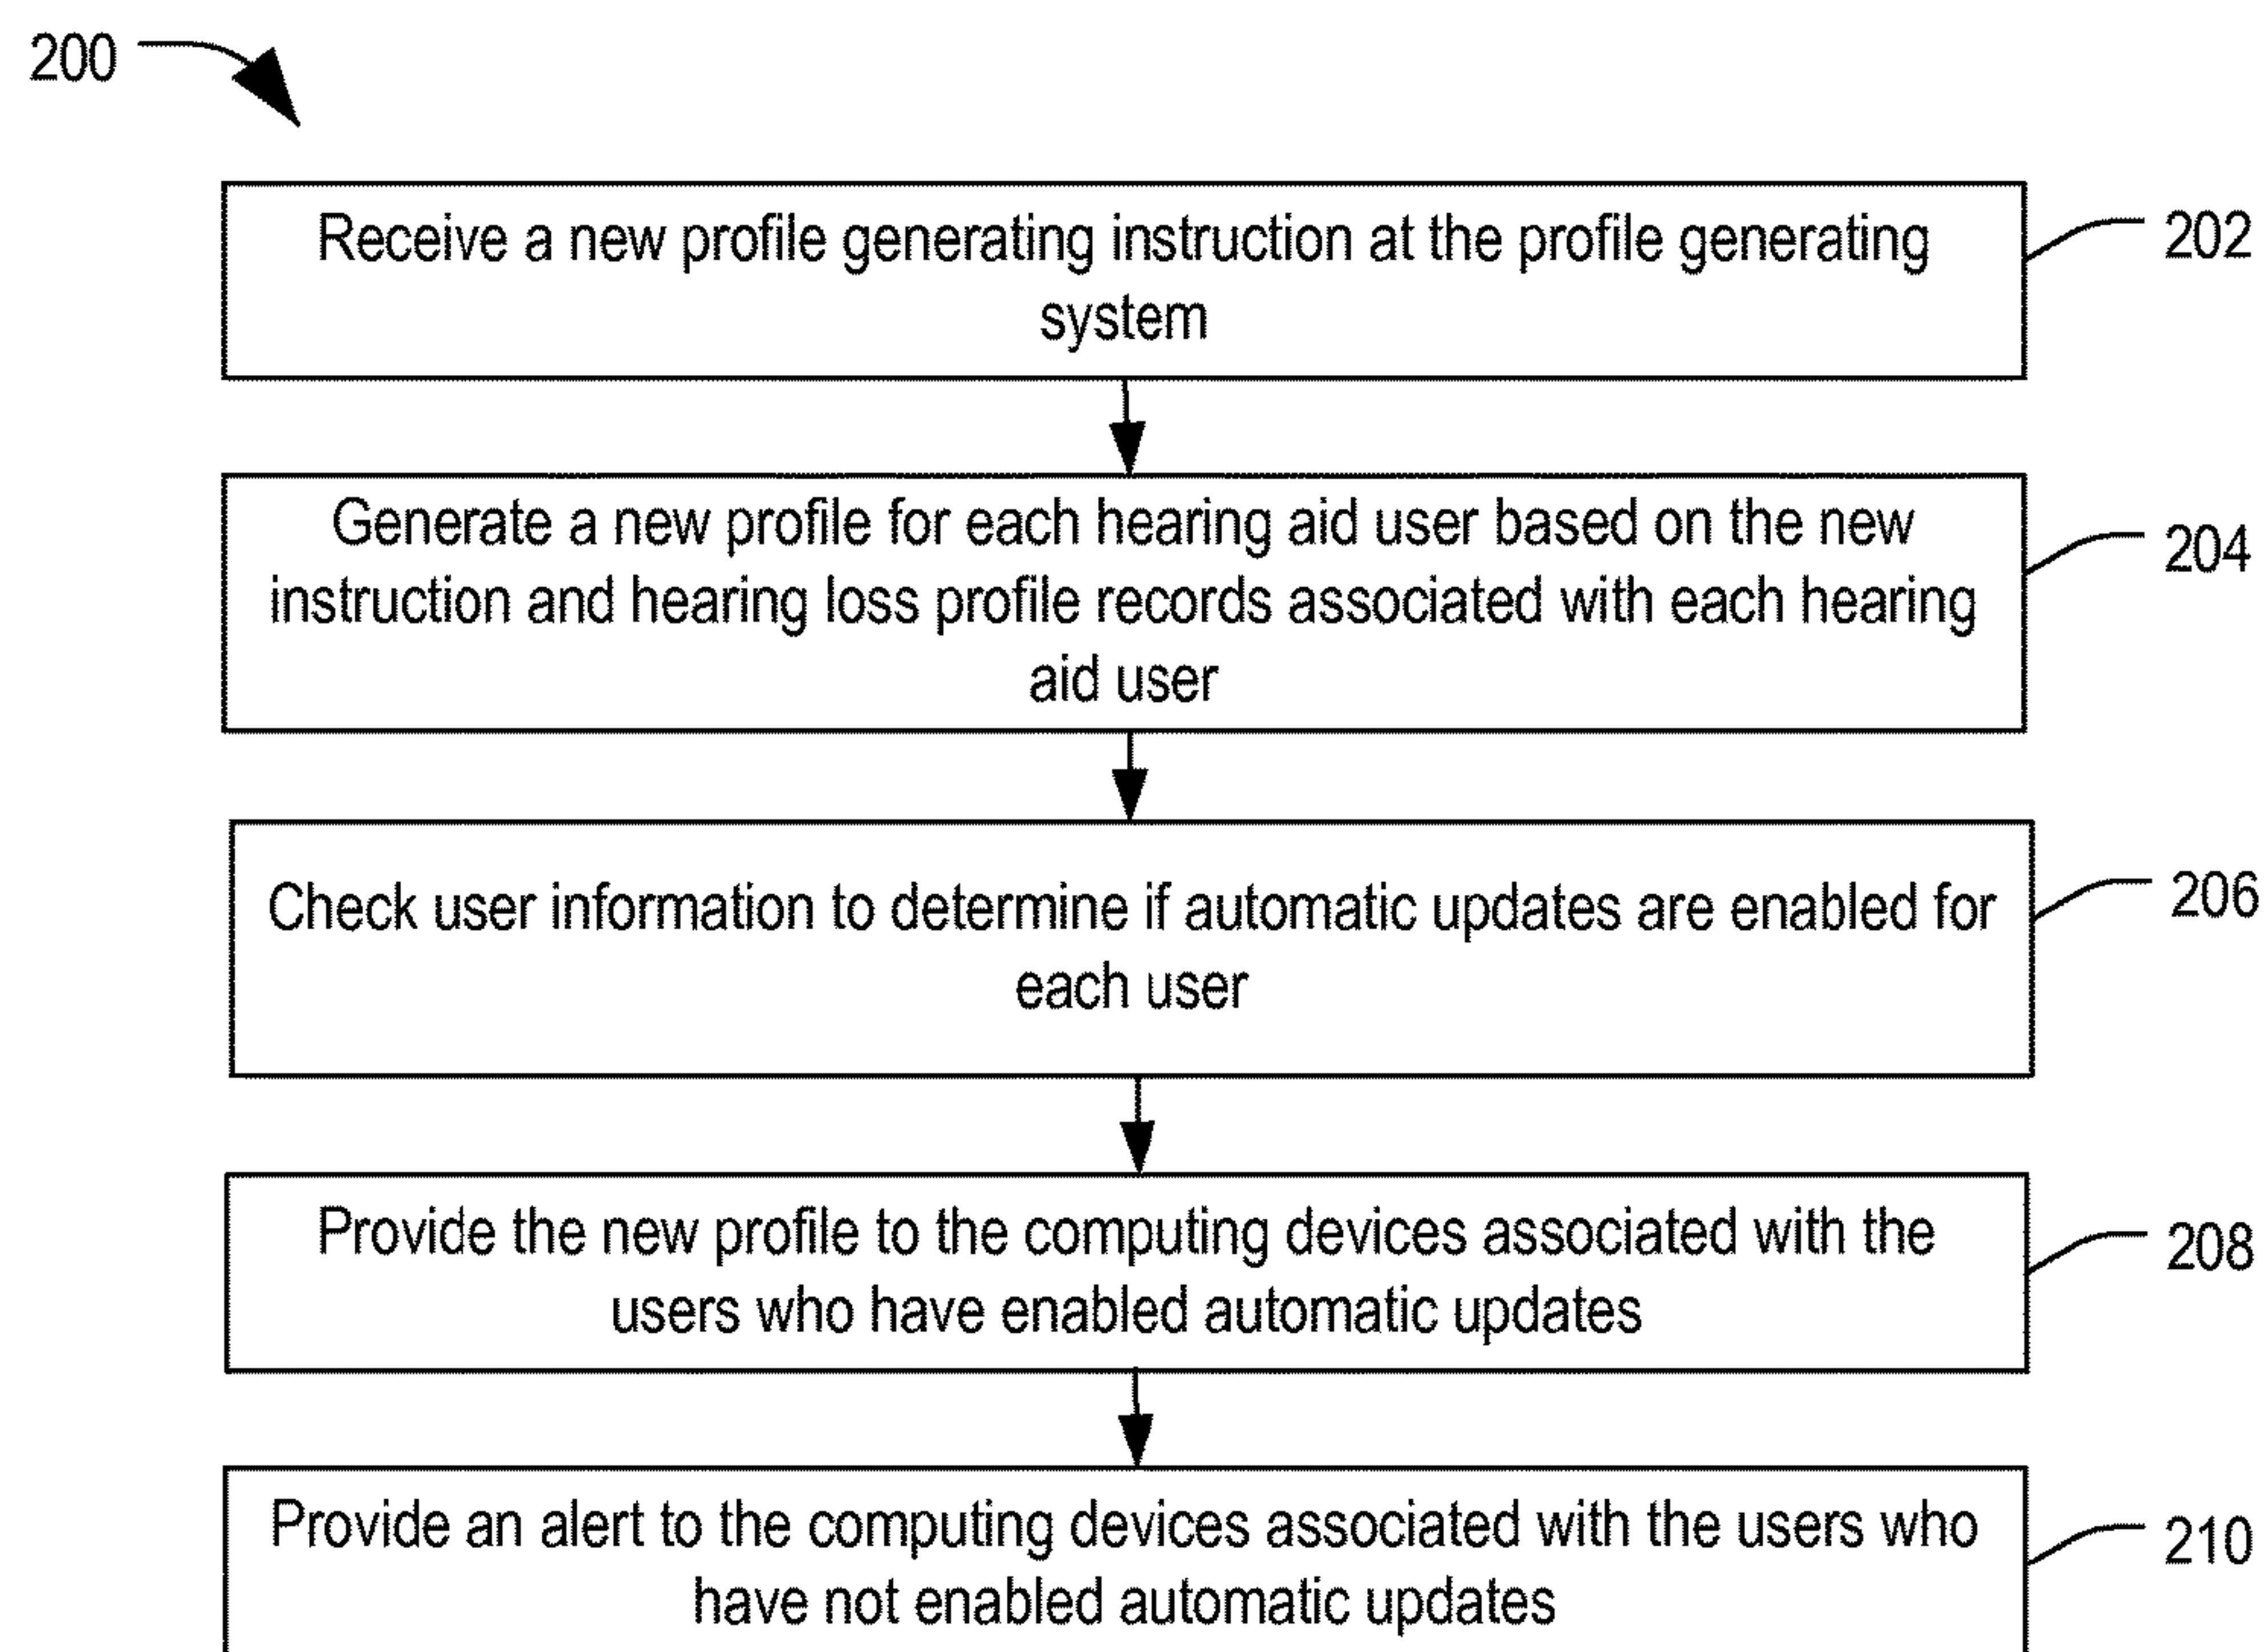 200
Receive a new profile generating instruction at the profile generating
system
202
Generate a new profile for each hearing aid user based on the new
instruction and hearing loss profile records associated with each hearing
aid user
204
Check user information to determine if automatic updates are enabled for
each user
206
Provide the new profile to the computing devices associated with the
users who have enabled automatic updates
208
Provide an alert to the computing devices associated with the users who
have not enabled automatic updates
210